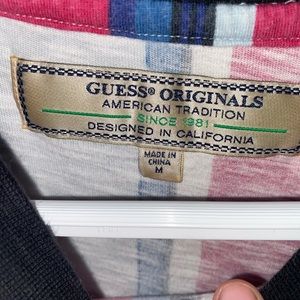 GUESS® ORIGINALS
AMERICAN TRADITION
SINCE 1981
DESIGNED IN CALIFORNIA
MADE IN
CHINA
M